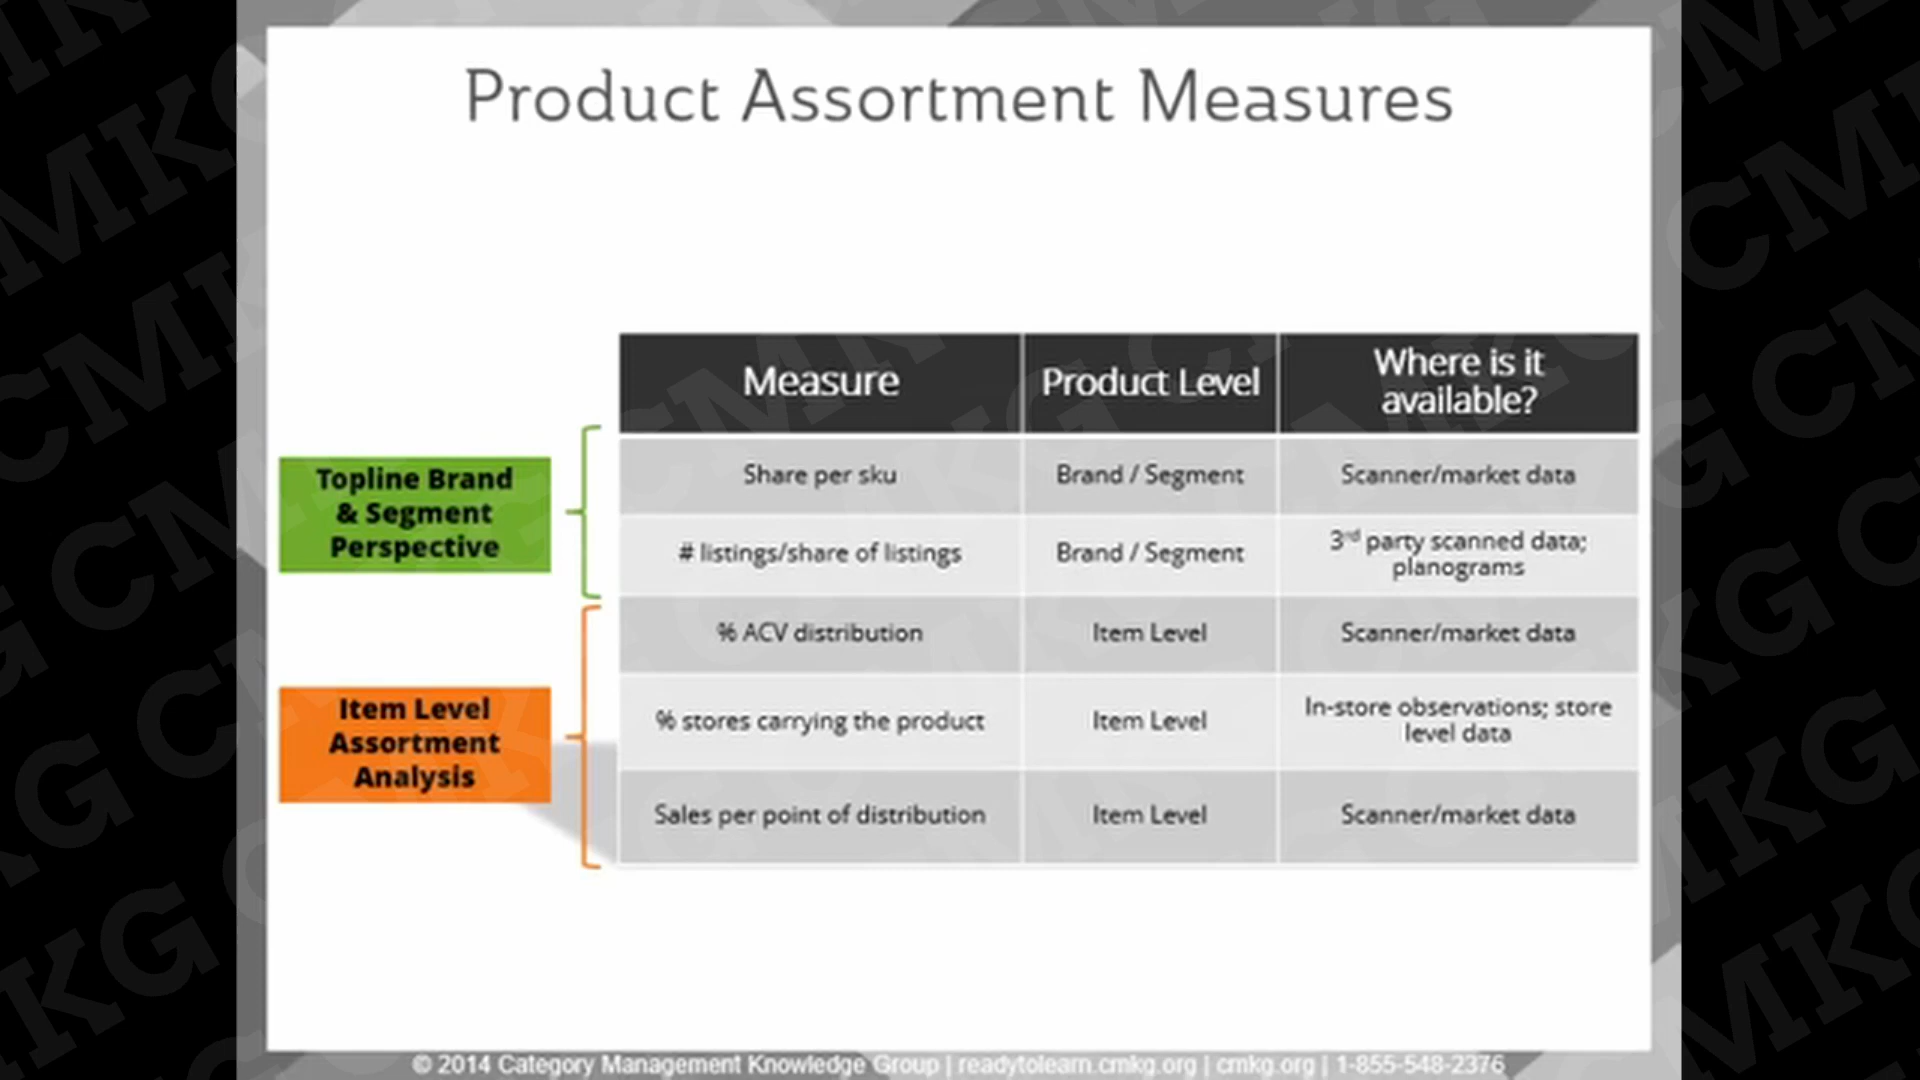 Product Assortment Measures
Measure
Product Level
Where is it
available?
Topline Brand
& Segment
Perspective
Share per sku
Brand / Segment
Scanner/market data
# listings/share of listings
Brand / Segment
3rd party scanned data;
planograms
Item Level
Assortment
Analysis
% ACV distribution
Item Level
Scanner/market data
% stores carrying the product
Item Level
In-store observations; store
level data
Sales per point of distribution
Item Level
Scanner/market data
© 2014 Category Management Knowledge Group | readytolearn.cmkg.org | cmkg.org | 1-855-548-2376